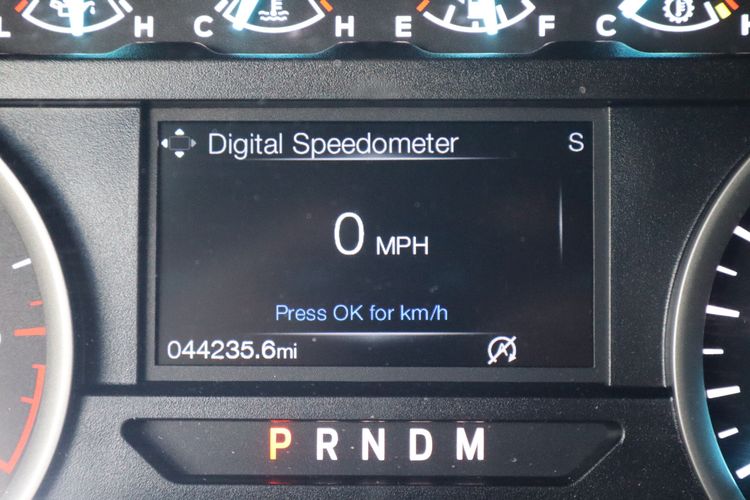 L H C H E F C H
Digital Speedometer S
0 MPH
Press OK for km/h
044235.6mi
P R N D M